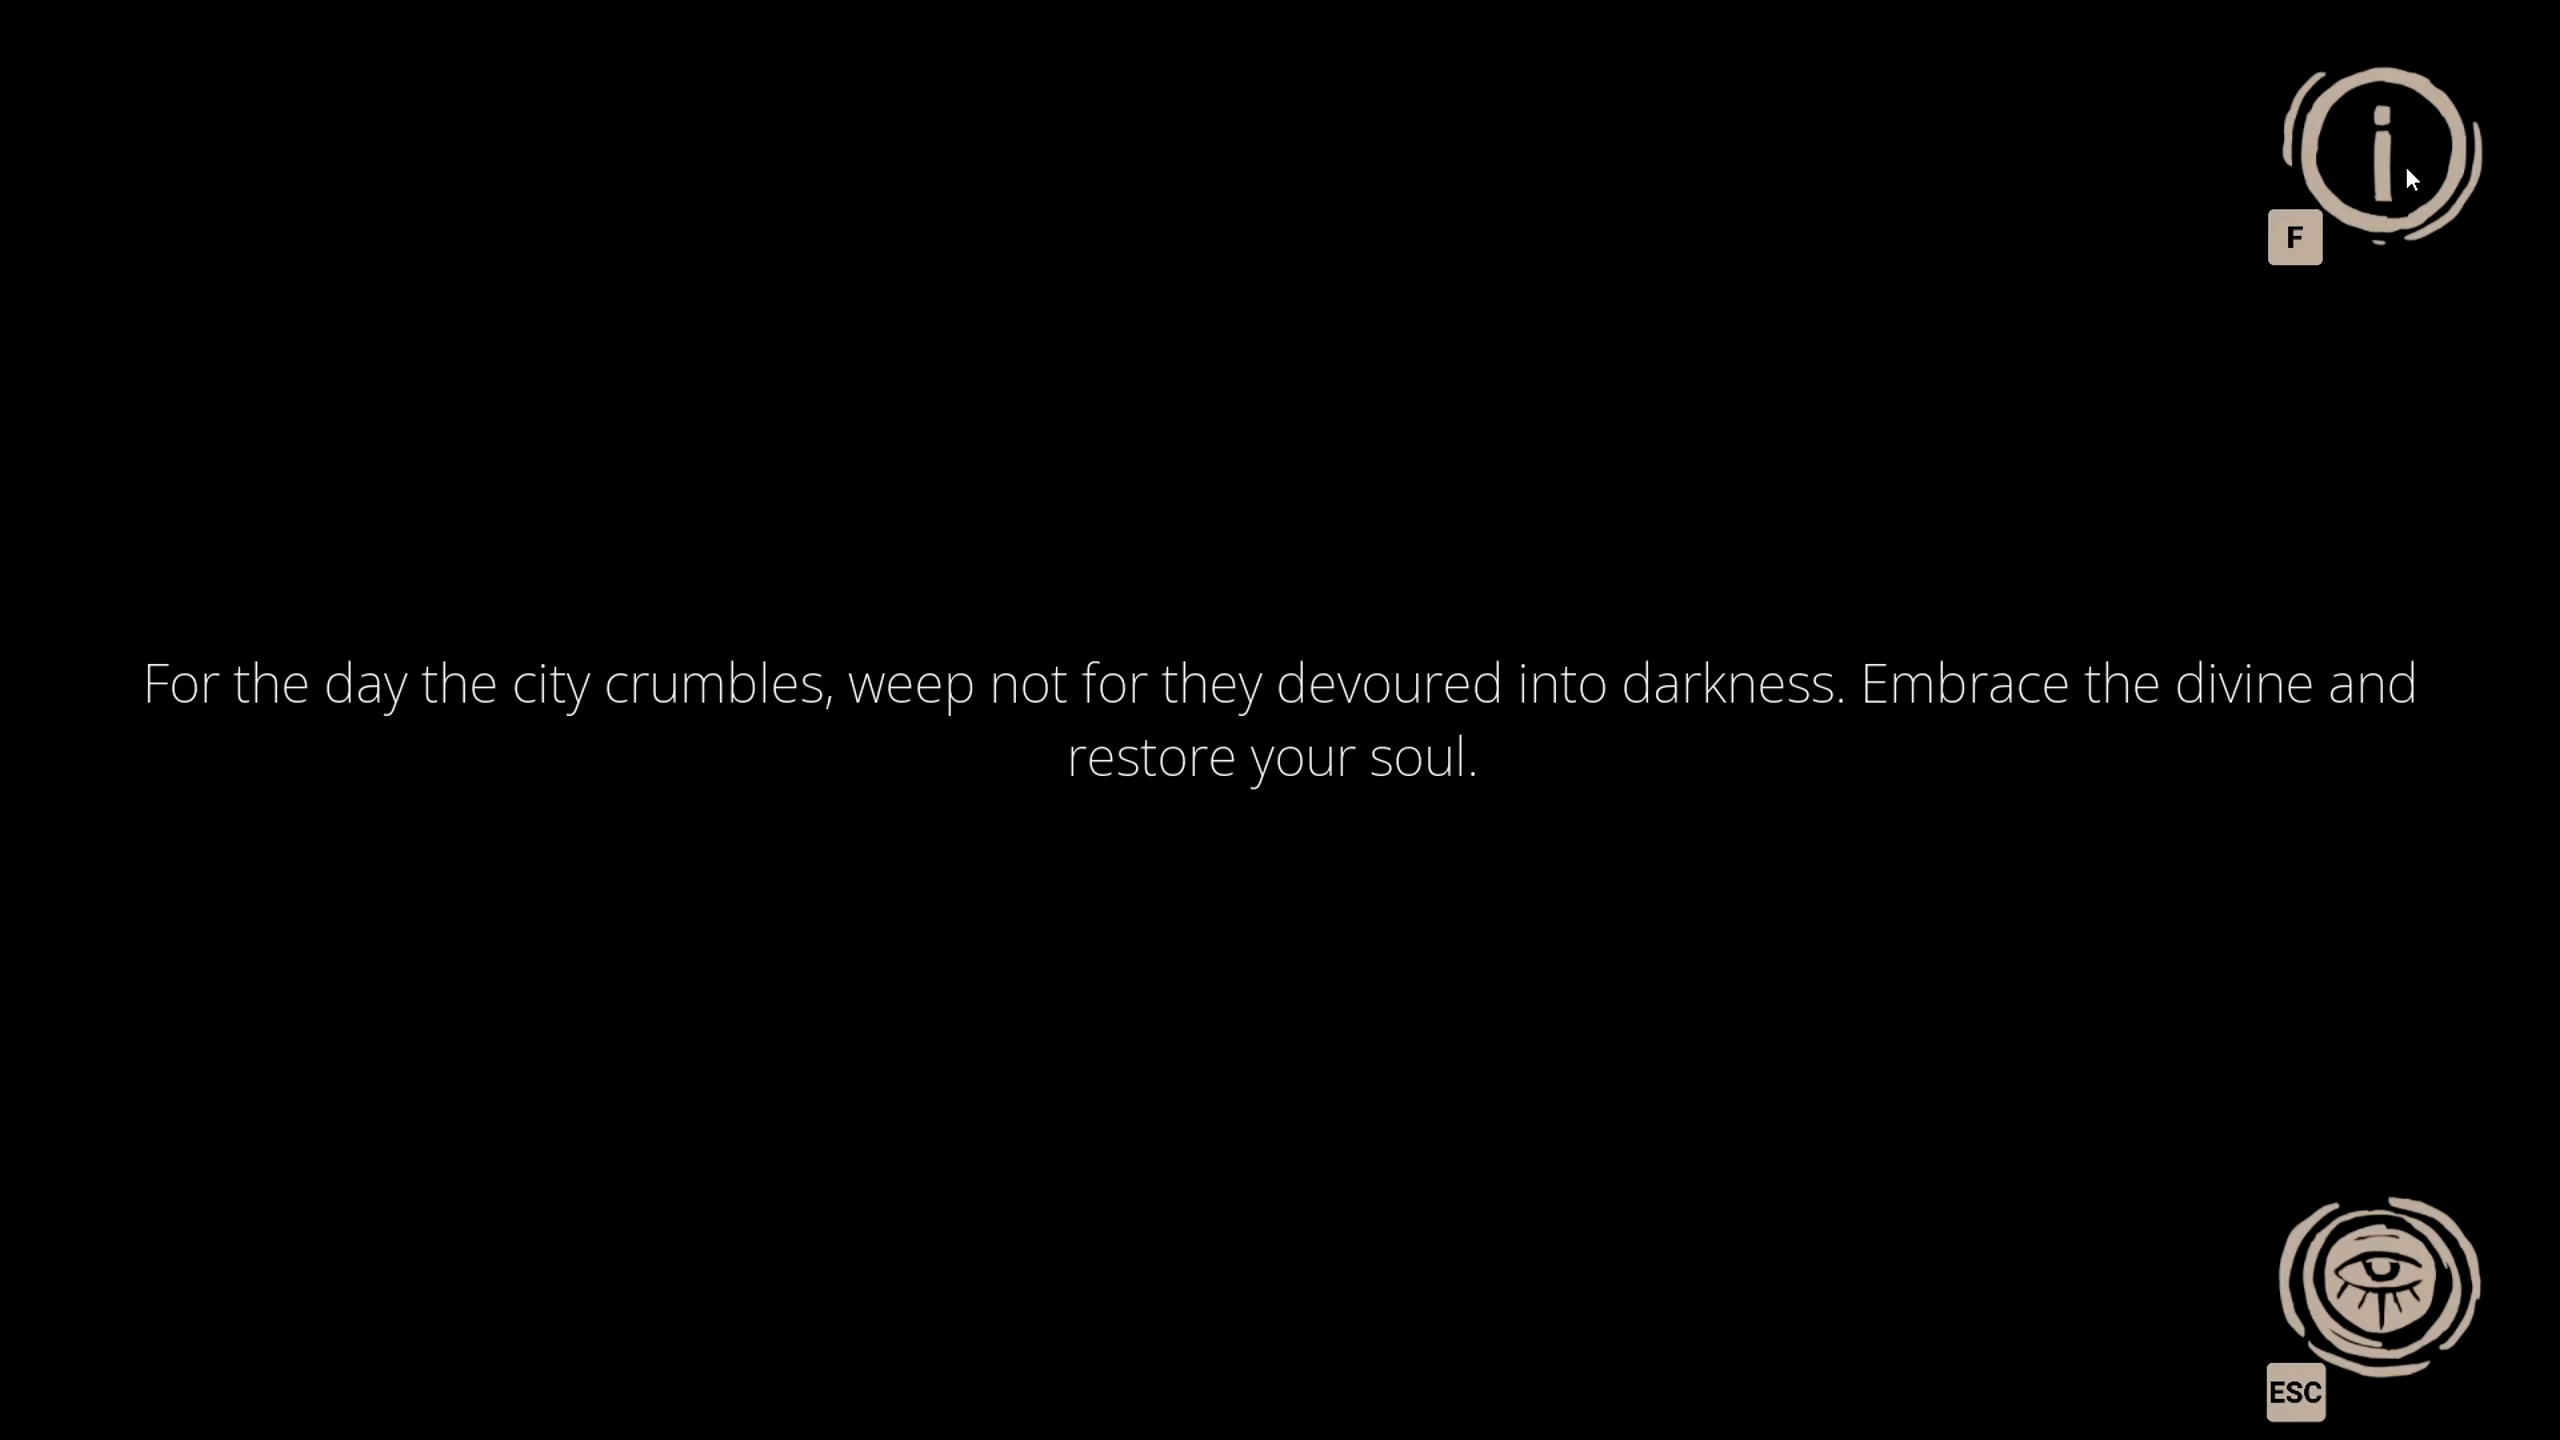 i
F
For the day the city crumbles, weep not for they devoured into darkness. Embrace the divine and
restore your soul.
ESC